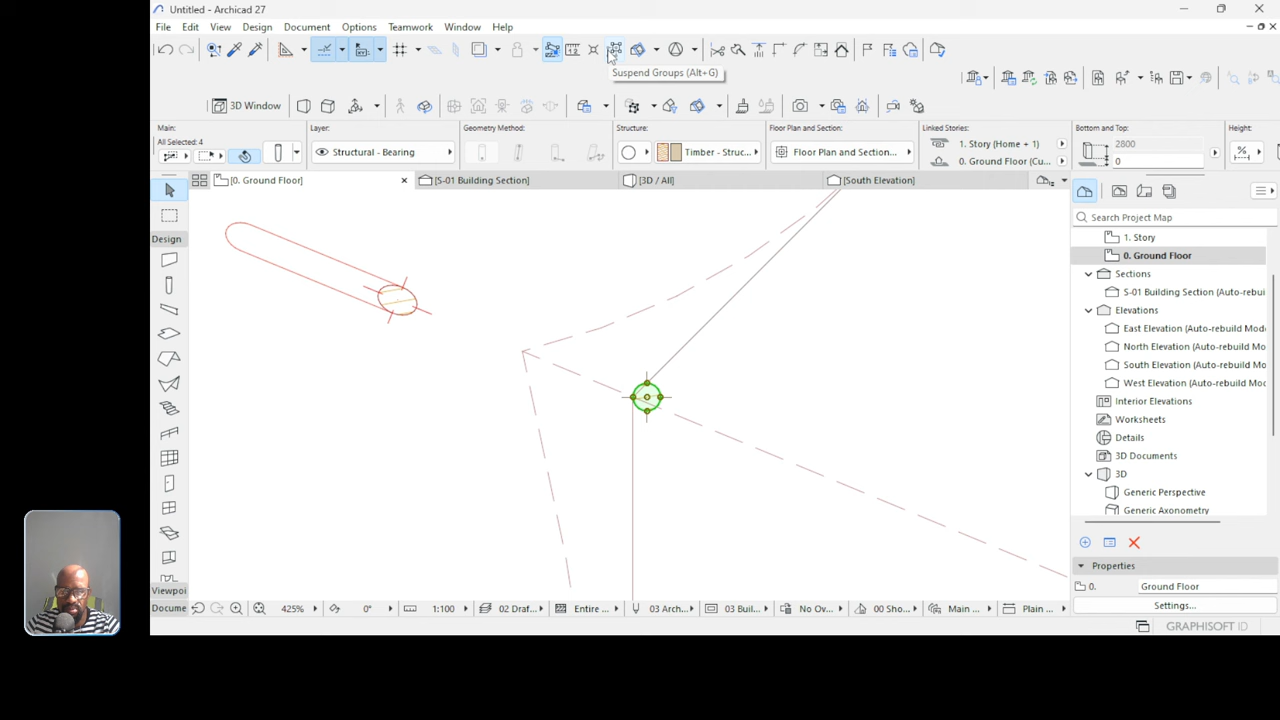 Untitled - Archicad 27
File Edit View Design Document Options Teamwork Window Help
Suspend Groups (Alt+G)
3D Window
Main:
All Selected: 4
Layer:
Structural - Bearing
Geometry Method:
Structure:
Timber - Struc...
Floor Plan and Section:
Floor Plan and Section...
Linked Stories:
1. Story (Home + 1)
0. Ground Floor (Cu...
Bottom and Top:
2800
0
Height:
[0. Ground Floor]
[S-01 Building Section]
[3D / All]
[South Elevation]
Search Project Map
Design
1. Story
0. Ground Floor
Sections
S-01 Building Section (Auto-rebui
Elevations
East Elevation (Auto-rebuild Mod
North Elevation (Auto-rebuild Mo
South Elevation (Auto-rebuild Mo
West Elevation (Auto-rebuild Mod
Interior Elevations
Worksheets
Details
3D Documents
3D
Generic Perspective
Generic Axonometry
Properties
0.
Ground Floor
Settings...
Viewpoi
Docume
425%
0°
1:100
02 Draf...
Entire ...
03 Arch...
03 Buil...
No Ov...
00 Sho...
Main ...
Plain ...
GRAPHISOFT ID